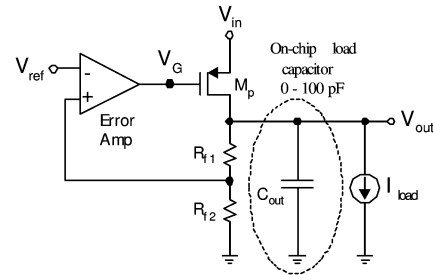 V_in
On-chip load
capacitor
0 - 100 pF
V_ref
V_G
-
+
M_p
Error
Amp
V_out
R_f1
C_out
I_load
R_f2